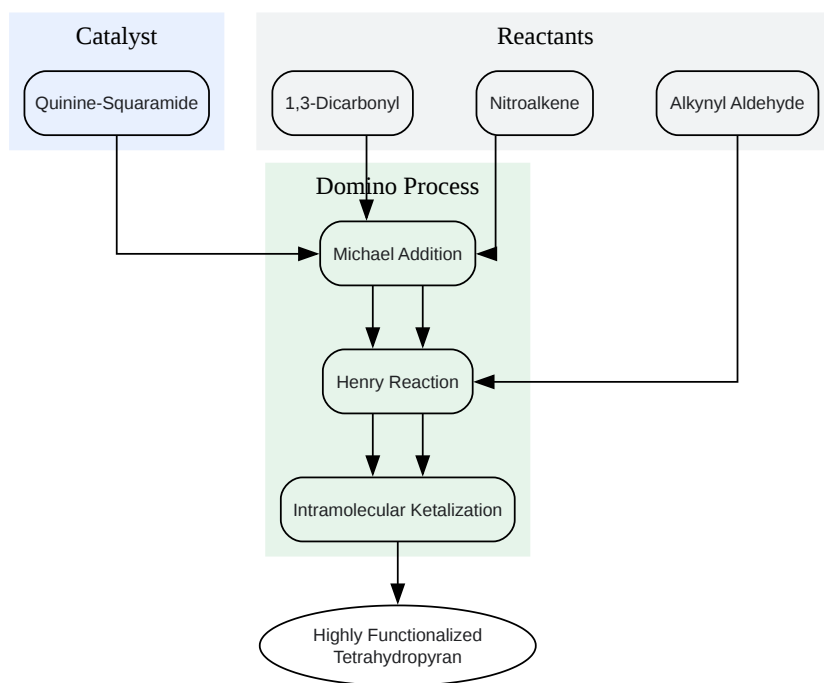 Catalyst
Reactants
Quinine-Squaramide
1,3-Dicarbonyl
Nitroalkene
Alkynyl Aldehyde
Domino Process
Michael Addition
Henry Reaction
Intramolecular Ketalization
Highly Functionalized
Tetrahydropyran